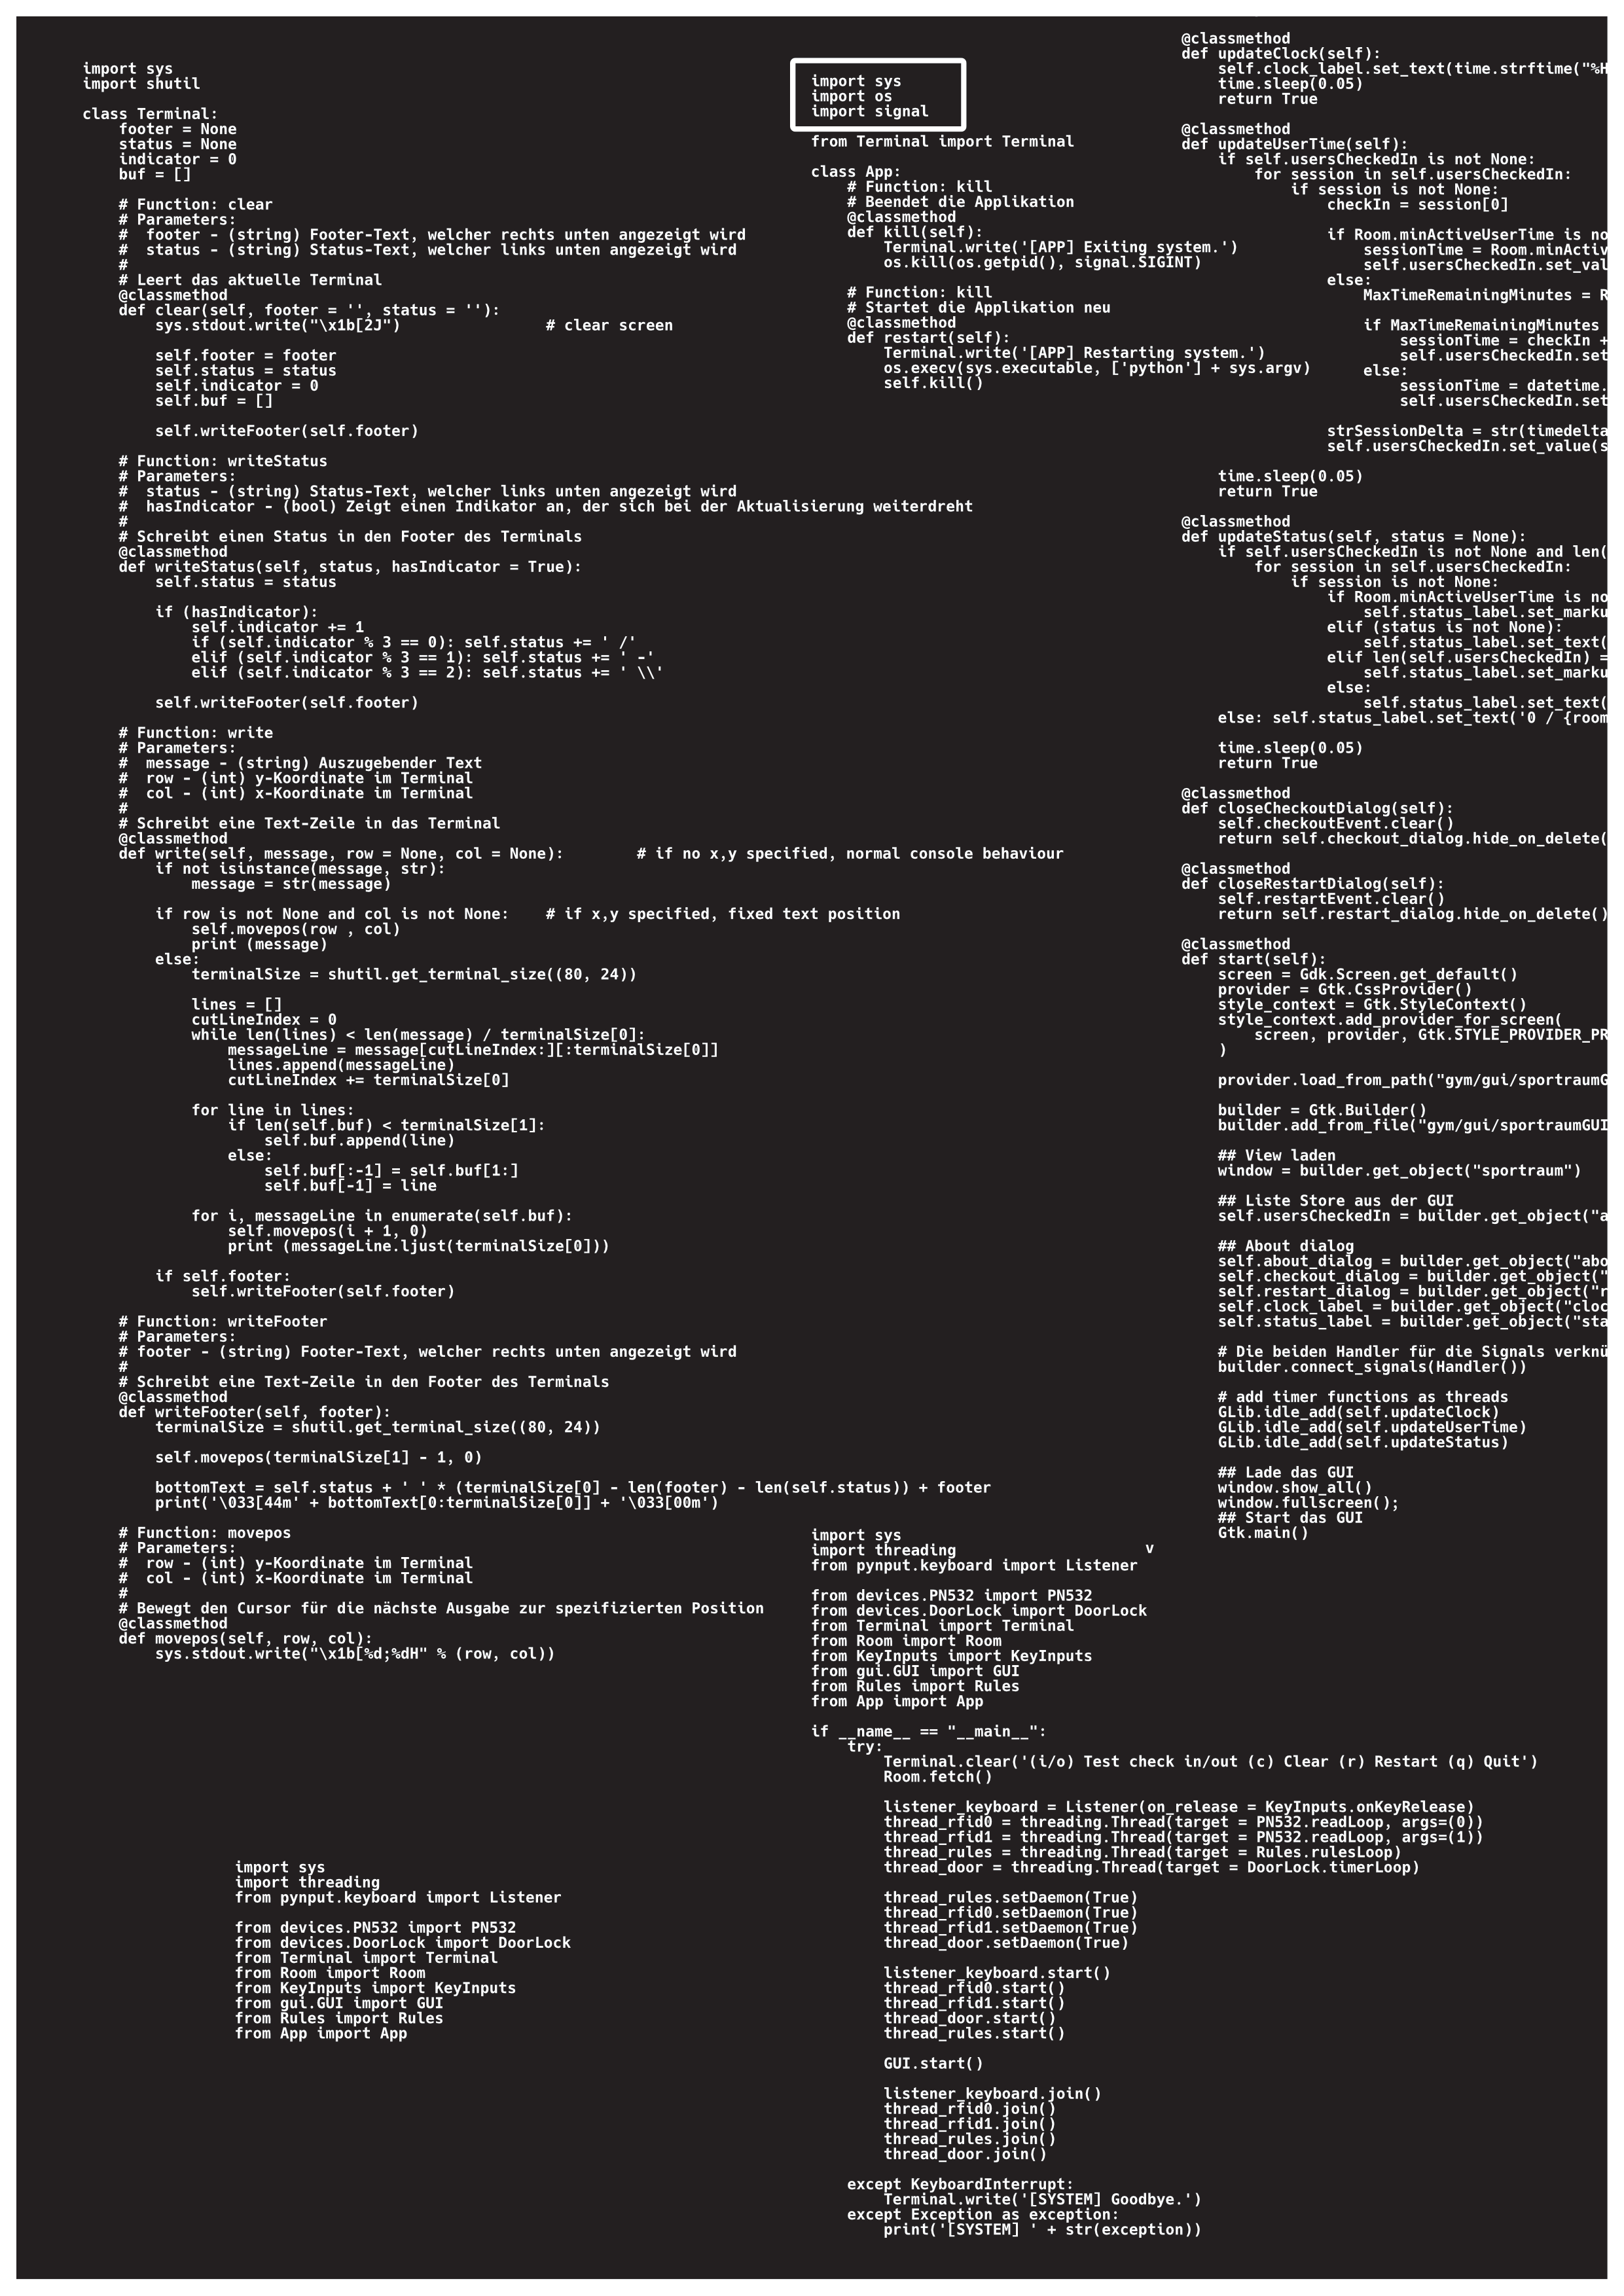 import sys
import shutil

class Terminal:
    footer = None
    status = None
    indicator = 0
    buf = []

    # Function: clear
    # Parameters:
    #  footer - (string) Footer-Text, welcher rechts unten angezeigt wird
    #  status - (string) Status-Text, welcher links unten angezeigt wird
    #
    # Leert das aktuelle Terminal
    @classmethod
    def clear(self, footer = '', status = ''):
        sys.stdout.write("\x1b[2J")                # clear screen

        self.footer = footer
        self.status = status
        self.indicator = 0
        self.buf = []

        self.writeFooter(self.footer)

    # Function: writeStatus
    # Parameters:
    #  status - (string) Status-Text, welcher links unten angezeigt wird
    #  hasIndicator - (bool) Zeigt einen Indikator an, der sich bei der Aktualisierung weiterdreht
    #
    # Schreibt einen Status in den Footer des Terminals
    @classmethod
    def writeStatus(self, status, hasIndicator = True):
        self.status = status

        if (hasIndicator):
            self.indicator += 1
            if (self.indicator % 3 == 0): self.status += ' /'
            elif (self.indicator % 3 == 1): self.status += ' -'
            elif (self.indicator % 3 == 2): self.status += ' \\'

        self.writeFooter(self.footer)

    # Function: write
    # Parameters:
    #  message - (string) Auszugebender Text
    #  row - (int) y-Koordinate im Terminal
    #  col - (int) x-Koordinate im Terminal
    #
    # Schreibt eine Text-Zeile in das Terminal
    @classmethod
    def write(self, message, row = None, col = None):        # if no x,y specified, normal console behaviour
        if not isinstance(message, str):
            message = str(message)

        if row is not None and col is not None:    # if x,y specified, fixed text position
            self.movepos(row , col)
            print (message)
        else:
            terminalSize = shutil.get_terminal_size((80, 24))

            lines = []
            cutLineIndex = 0
            while len(lines) < len(message) / terminalSize[0]:
                messageLine = message[cutLineIndex:][:terminalSize[0]]
                lines.append(messageLine)
                cutLineIndex += terminalSize[0]

            for line in lines:
                if len(self.buf) < terminalSize[1]:
                    self.buf.append(line)
                else:
                    self.buf[:-1] = self.buf[1:]
                    self.buf[-1] = line

            for i, messageLine in enumerate(self.buf):
                self.movepos(i + 1, 0)
                print (messageLine.ljust(terminalSize[0]))

        if self.footer:
            self.writeFooter(self.footer)

    # Function: writeFooter
    # Parameters:
    # footer - (string) Footer-Text, welcher rechts unten angezeigt wird
    #
    # Schreibt eine Text-Zeile in den Footer des Terminals
    @classmethod
    def writeFooter(self, footer):
        terminalSize = shutil.get_terminal_size((80, 24))

        self.movepos(terminalSize[1] - 1, 0)

        bottomText = self.status + ' ' * (terminalSize[0] - len(footer) - len(self.status)) + footer
        print('\033[44m' + bottomText[0:terminalSize[0]] + '\033[00m')

    # Function: movepos
    # Parameters:
    #  row - (int) y-Koordinate im Terminal
    #  col - (int) x-Koordinate im Terminal
    #
    # Bewegt den Cursor für die nächste Ausgabe zur spezifizierten Position
    @classmethod
    def movepos(self, row, col):
        sys.stdout.write("\x1b[%d;%dH" % (row, col))

import sys
import threading
from pynput.keyboard import Listener

from devices.PN532 import PN532
from devices.DoorLock import DoorLock
from Terminal import Terminal
from Room import Room
from KeyInputs import KeyInputs
from gui.GUI import GUI
from Rules import Rules
from App import App

import sys
import os
import signal

from Terminal import Terminal

class App:
    # Function: kill
    # Beendet die Applikation
    @classmethod
    def kill(self):
        Terminal.write('[APP] Exiting system.')
        os.kill(os.getpid(), signal.SIGINT)

    # Function: kill
    # Startet die Applikation neu
    @classmethod
    def restart(self):
        Terminal.write('[APP] Restarting system.')
        os.execv(sys.executable, ['python'] + sys.argv)
        self.kill()

import sys
import threading
v
from pynput.keyboard import Listener

from devices.PN532 import PN532
from devices.DoorLock import DoorLock
from Terminal import Terminal
from Room import Room
from KeyInputs import KeyInputs
from gui.GUI import GUI
from Rules import Rules
from App import App

if __name__ == "__main__":
    try:
        Terminal.clear('(i/o) Test check in/out (c) Clear (r) Restart (q) Quit')
        Room.fetch()

        listener_keyboard = Listener(on_release = KeyInputs.onKeyRelease)
        thread_rfid0 = threading.Thread(target = PN532.readLoop, args=(0))
        thread_rfid1 = threading.Thread(target = PN532.readLoop, args=(1))
        thread_rules = threading.Thread(target = Rules.rulesLoop)
        thread_door = threading.Thread(target = DoorLock.timerLoop)

        thread_rules.setDaemon(True)
        thread_rfid0.setDaemon(True)
        thread_rfid1.setDaemon(True)
        thread_door.setDaemon(True)

        listener_keyboard.start()
        thread_rfid0.start()
        thread_rfid1.start()
        thread_door.start()
        thread_rules.start()

        GUI.start()

        listener_keyboard.join()
        thread_rfid0.join()
        thread_rfid1.join()
        thread_rules.join()
        thread_door.join()

    except KeyboardInterrupt:
        Terminal.write('[SYSTEM] Goodbye.')
    except Exception as exception:
        print('[SYSTEM] ' + str(exception))

@classmethod
def updateClock(self):
    self.clock_label.set_text(time.strftime("%H
    time.sleep(0.05)
    return True

@classmethod
def updateUserTime(self):
    if self.usersCheckedIn is not None:
        for session in self.usersCheckedIn:
            if session is not None:
                checkIn = session[0]

                if Room.minActiveUserTime is no
                    sessionTime = Room.minActiv
                    self.usersCheckedIn.set_val
                else:
                    MaxTimeRemainingMinutes = R

                    if MaxTimeRemainingMinutes
                        sessionTime = checkIn +
                        self.usersCheckedIn.set
                    else:
                        sessionTime = datetime.
                        self.usersCheckedIn.set

                strSessionDelta = str(timedelta
                self.usersCheckedIn.set_value(s

    time.sleep(0.05)
    return True

@classmethod
def updateStatus(self, status = None):
    if self.usersCheckedIn is not None and len(
        for session in self.usersCheckedIn:
            if session is not None:
                if Room.minActiveUserTime is no
                    self.status_label.set_marku
                elif (status is not None):
                    self.status_label.set_text(
                elif len(self.usersCheckedIn) =
                    self.status_label.set_marku
                else:
                    self.status_label.set_text(
    else: self.status_label.set_text('0 / {room

    time.sleep(0.05)
    return True

@classmethod
def closeCheckoutDialog(self):
    self.checkoutEvent.clear()
    return self.checkout_dialog.hide_on_delete(

@classmethod
def closeRestartDialog(self):
    self.restartEvent.clear()
    return self.restart_dialog.hide_on_delete()

@classmethod
def start(self):
    screen = Gdk.Screen.get_default()
    provider = Gtk.CssProvider()
    style_context = Gtk.StyleContext()
    style_context.add_provider_for_screen(
        screen, provider, Gtk.STYLE_PROVIDER_PR
    )

    provider.load_from_path("gym/gui/sportraumG

    builder = Gtk.Builder()
    builder.add_from_file("gym/gui/sportraumGUI

    ## View laden
    window = builder.get_object("sportraum")

    ## Liste Store aus der GUI
    self.usersCheckedIn = builder.get_object("a

    ## About dialog
    self.about_dialog = builder.get_object("abo
    self.checkout_dialog = builder.get_object("
    self.restart_dialog = builder.get_object("r
    self.clock_label = builder.get_object("cloc
    self.status_label = builder.get_object("sta

    # Die beiden Handler für die Signals verknü
    builder.connect_signals(Handler())

    # add timer functions as threads
    GLib.idle_add(self.updateClock)
    GLib.idle_add(self.updateUserTime)
    GLib.idle_add(self.updateStatus)

    ## Lade das GUI
    window.show_all()
    window.fullscreen();
    ## Start das GUI
    Gtk.main()